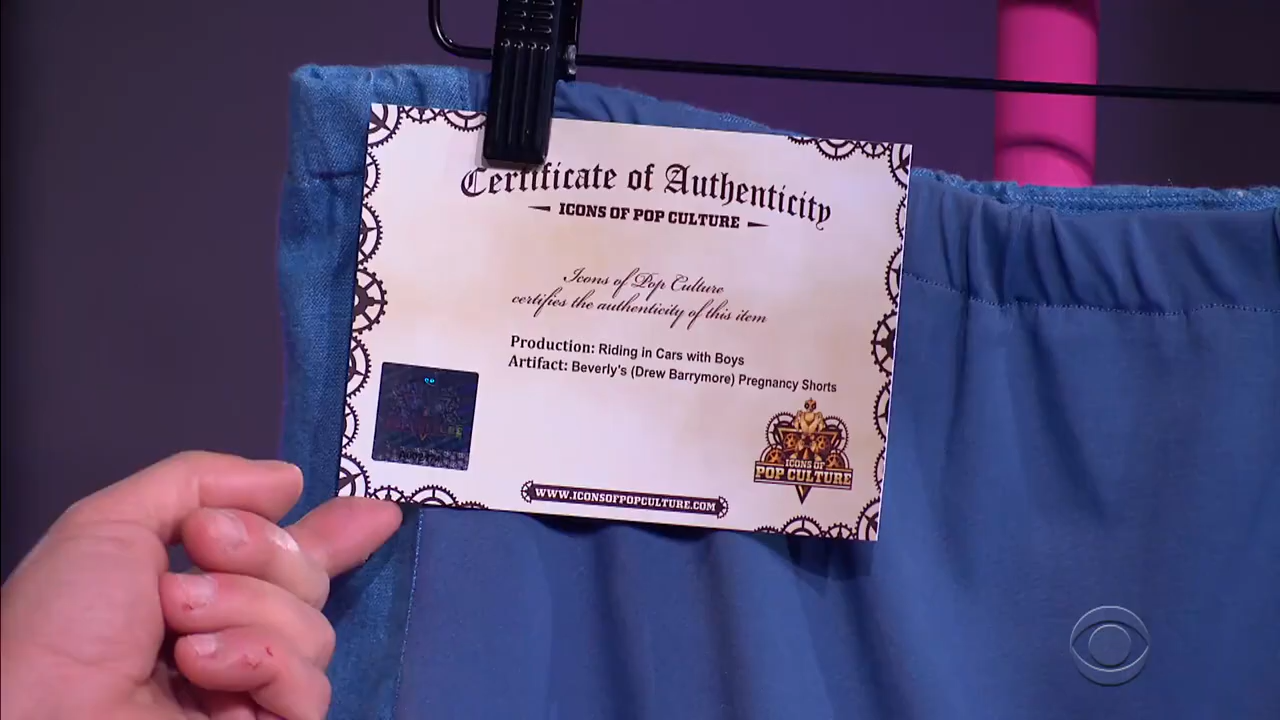 Certificate of Authenticity
ICONS OF POP CULTURE
Icons of Pop Culture
certifies the authenticity of this item
Production: Riding in Cars with Boys
Artifact: Beverly's (Drew Barrymore) Pregnancy Shorts
ICONS OF
POP CULTURE
WWW.ICONSOFPOPCULTURE.COM